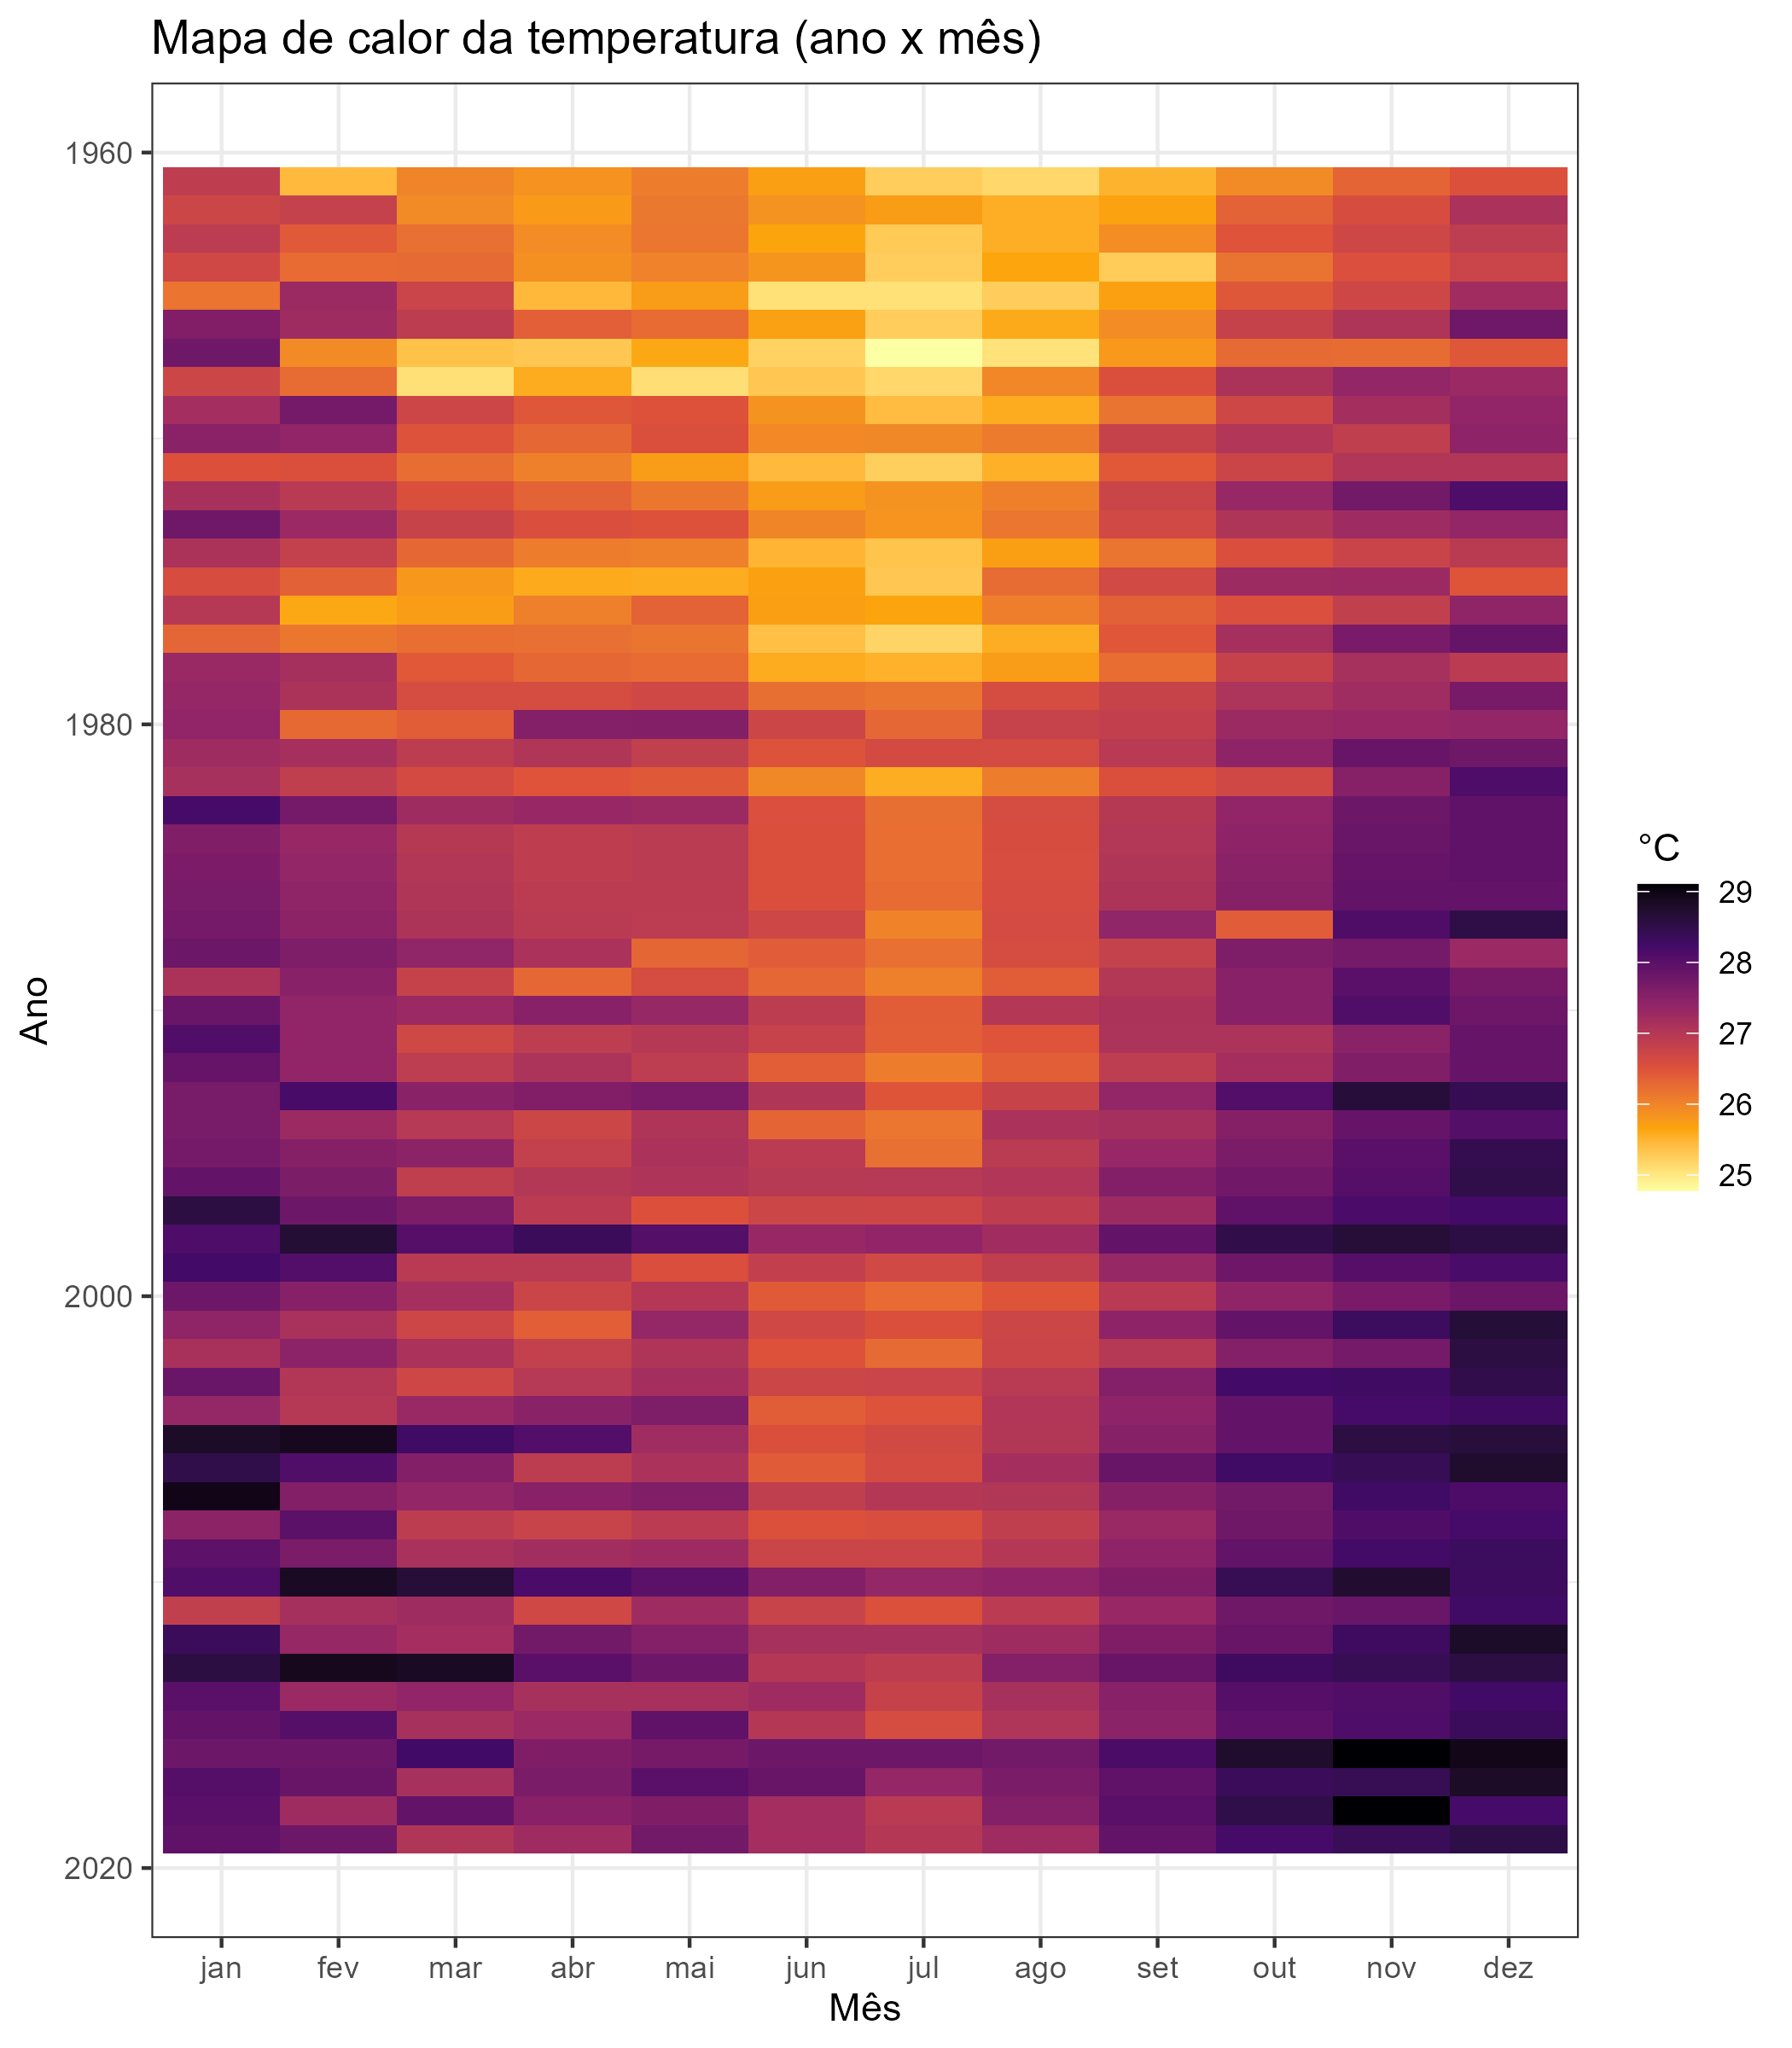 Mapa de calor da temperatura (ano x mês)
1960
1980
2000
2020
Ano
jan fev mar abr mai jun jul ago set out nov dez
Mês
°C
29
28
27
26
25